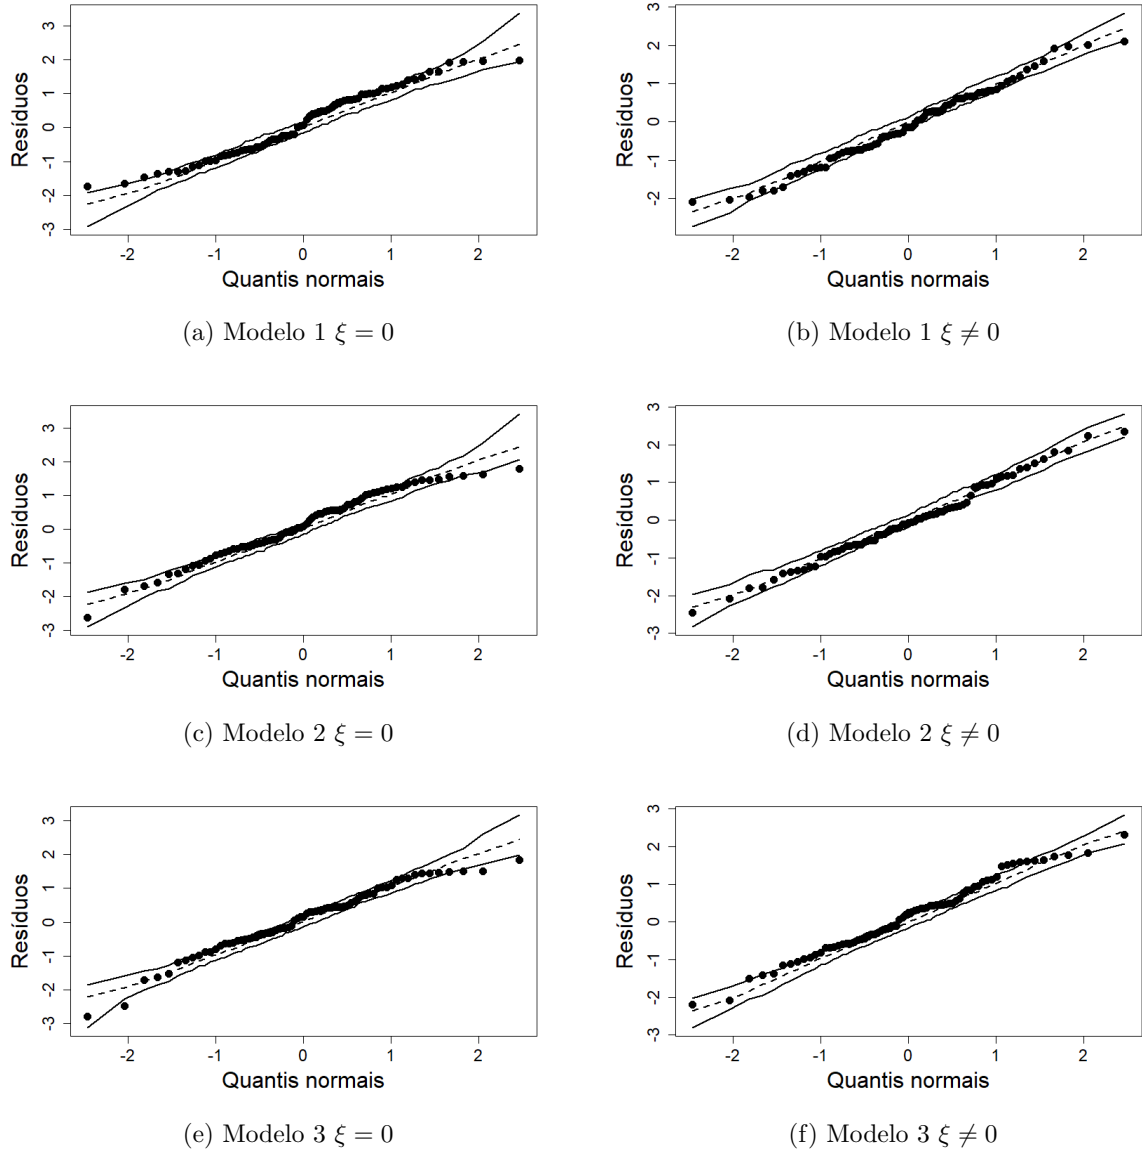 Resíduos
3
2
1
0
-1
-2
-3
-2 -1 0 1 2
Quantis normais
(a) Modelo 1 ξ = 0
Resíduos
3
2
1
0
-1
-2
-2 -1 0 1 2
Quantis normais
(b) Modelo 1 ξ ≠ 0
Resíduos
3
2
1
0
-1
-2
-3
-2 -1 0 1 2
Quantis normais
(c) Modelo 2 ξ = 0
Resíduos
3
2
1
0
-1
-2
-3
-2 -1 0 1 2
Quantis normais
(d) Modelo 2 ξ ≠ 0
Resíduos
3
2
1
0
-1
-2
-3
-2 -1 0 1 2
Quantis normais
(e) Modelo 3 ξ = 0
Resíduos
3
2
1
0
-1
-2
-3
-2 -1 0 1 2
Quantis normais
(f) Modelo 3 ξ ≠ 0